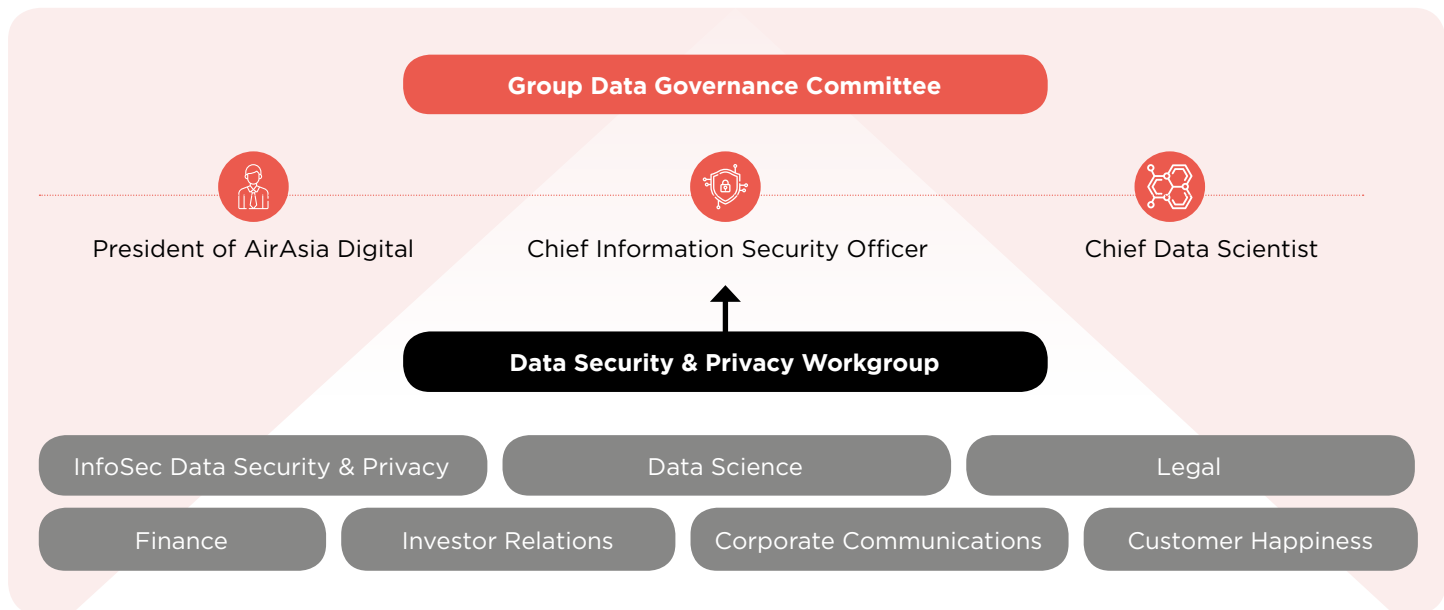 Group Data Governance Committee
President of AirAsia Digital
Chief Information Security Officer
Chief Data Scientist
Data Security & Privacy Workgroup
InfoSec Data Security & Privacy
Data Science
Legal
Finance
Investor Relations
Corporate Communications
Customer Happiness